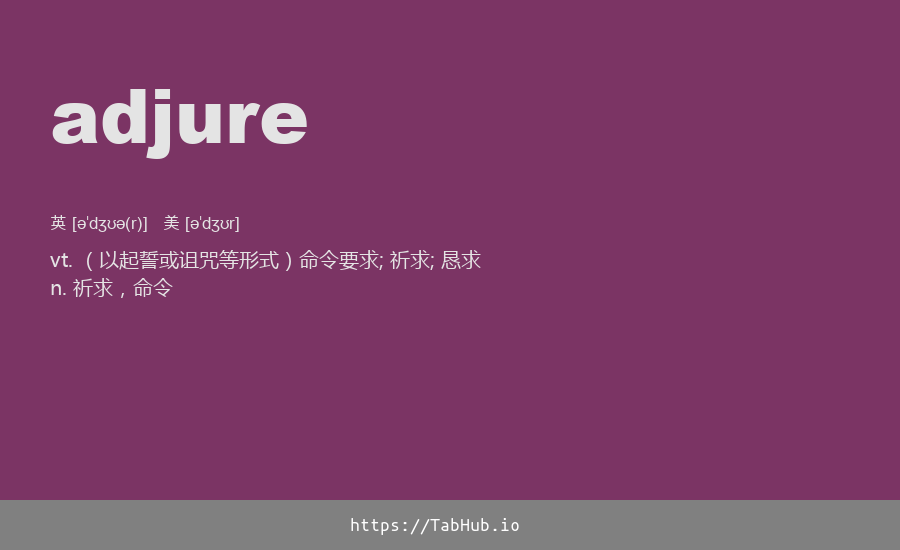 adjure
英 [əˈdʒʊə(r)] 美 [əˈdʒʊr]
vt. （以起誓或诅咒等形式）命令要求; 祈求; 恳求
n. 祈求，命令
https://TabHub.io